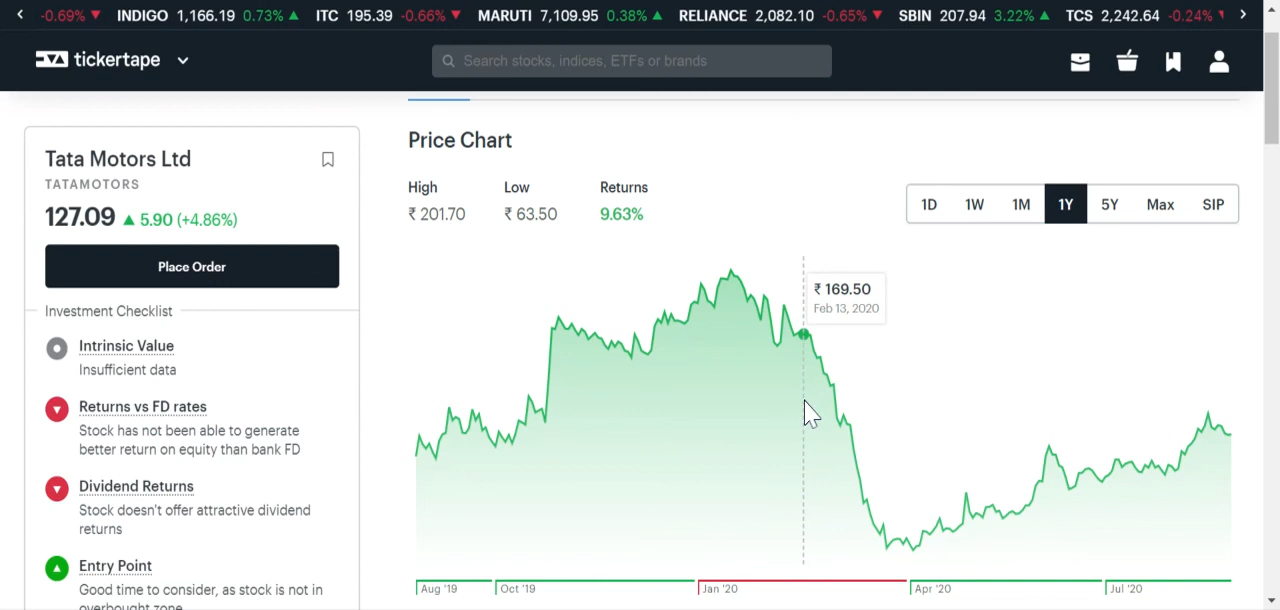 -0.69% ▼ INDIGO 1,166.19 0.73% ▲ ITC 195.39 -0.66% ▼ MARUTI 7,109.95 0.38% ▲ RELIANCE 2,082.10 -0.65% ▼ SBIN 207.94 3.22% ▲ TCS 2,242.64 -0.24%
tickertape
Search stocks, indices, ETFs or brands
Tata Motors Ltd
TATAMOTORS
127.09 ▲ 5.90 (+4.86%)
Place Order
Investment Checklist
Intrinsic Value
Insufficient data
Returns vs FD rates
Stock has not been able to generate
better return on equity than bank FD
Dividend Returns
Stock doesn't offer attractive dividend
returns
Entry Point
Good time to consider, as stock is not in
overbought zone
Price Chart
High Low Returns
₹ 201.70 ₹ 63.50 9.63%
1D 1W 1M 1Y 5Y Max SIP
₹ 169.50
Feb 13, 2020
Aug '19 Oct '19 Jan '20 Apr '20 Jul '20